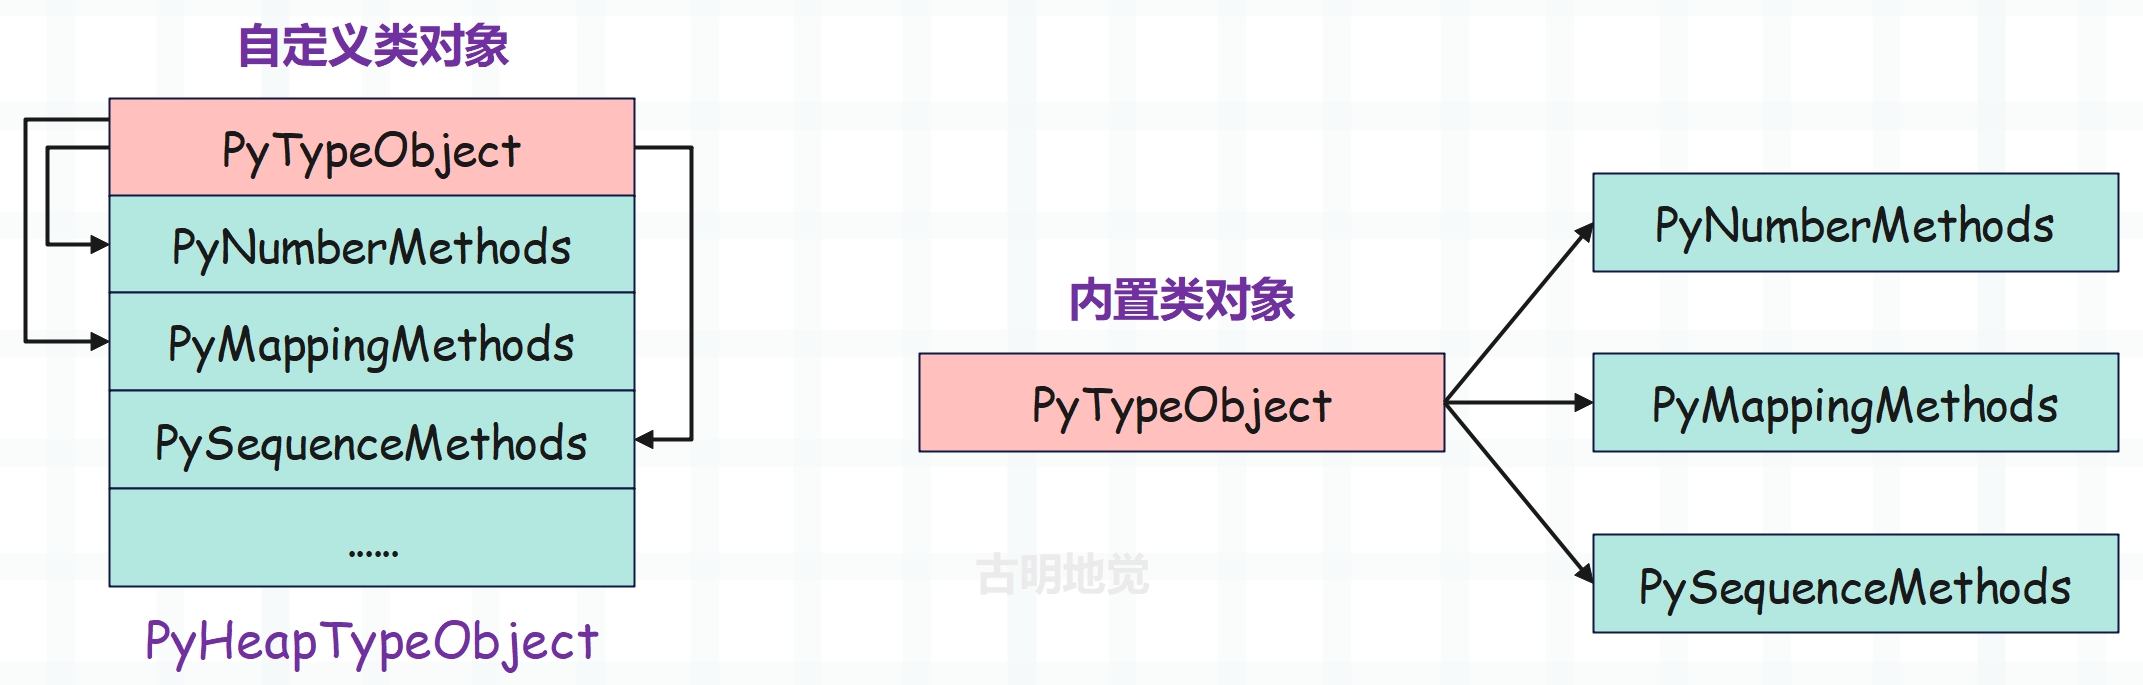 自定义类对象
PyTypeObject
PyNumberMethods
PyMappingMethods
PySequenceMethods
......
PyHeapTypeObject
内置类对象
PyTypeObject
PyNumberMethods
PyMappingMethods
PySequenceMethods
古明地觉